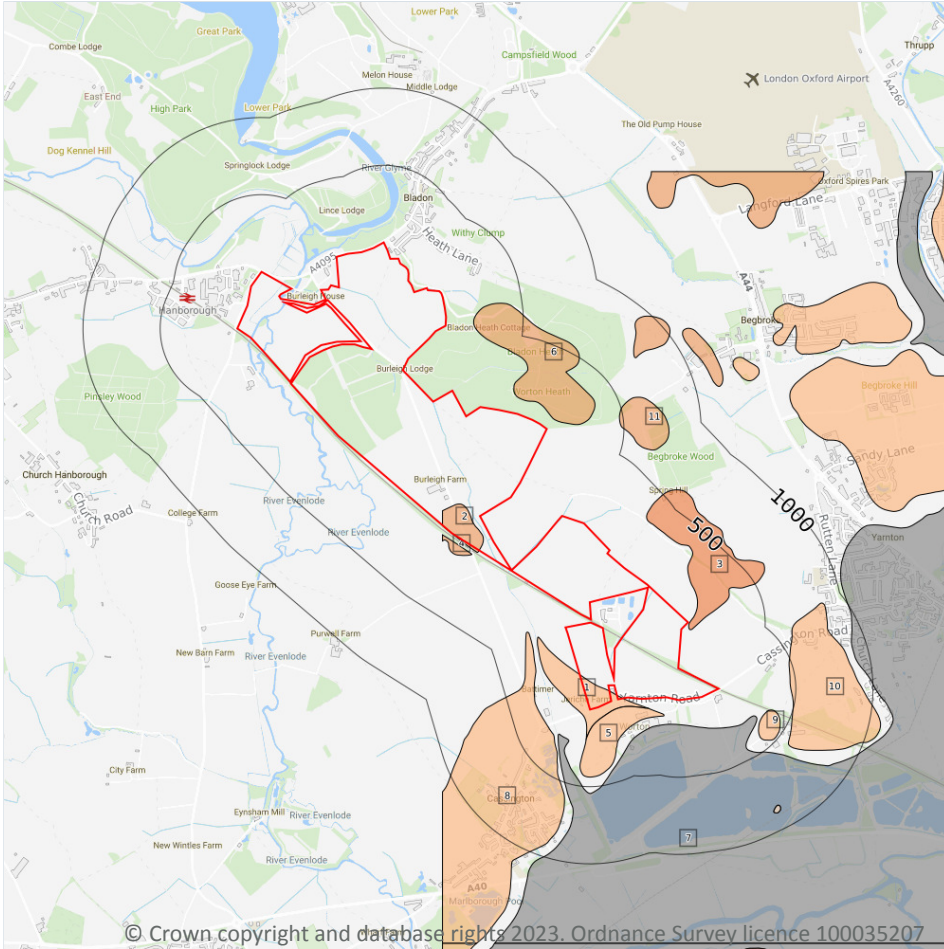 Lower Park
Great Park
Thrupp
Combe Lodge
Campsfield Wood
Melon House
London Oxford Airport
A4260
Middle Lodge
East End
High Park
Lower Park
The Old Pump House
Dog Kennel Hill
Springlock Lodge
River Glyme
Oxford Spires Park
Bladon
Langford Lane
Lince Lodge
Withy Clump
Heath Lane
A4095
A44
Burleigh House
Hanborough
Begbroke
Bladon Heath Cottage
6
Burleigh Lodge
Begbroke Hill
Worton Heath
Pinsley Wood
11
Sandy Lane
Begbroke Wood
Church Hanborough
Burleigh Farm
Spring Hill
1000
River Evenlode
Church Road
College Farm
2
500
Rutten Lane
River Evenlode
Yarnton
3
Goose Eye Farm
Purwell Farm
Cassington Road
New Barn Farm
River Evenlode
Church Lane
1
10
Yarnton Road
Jericho Farm
9
Worton
5
City Farm
8
Cassington
Eynsham Mill
River Evenlode
7
New Wintles Farm
River Evenlode
A40
Marlborough Pool
© Crown copyright and database rights 2023. Ordnance Survey licence 100035207